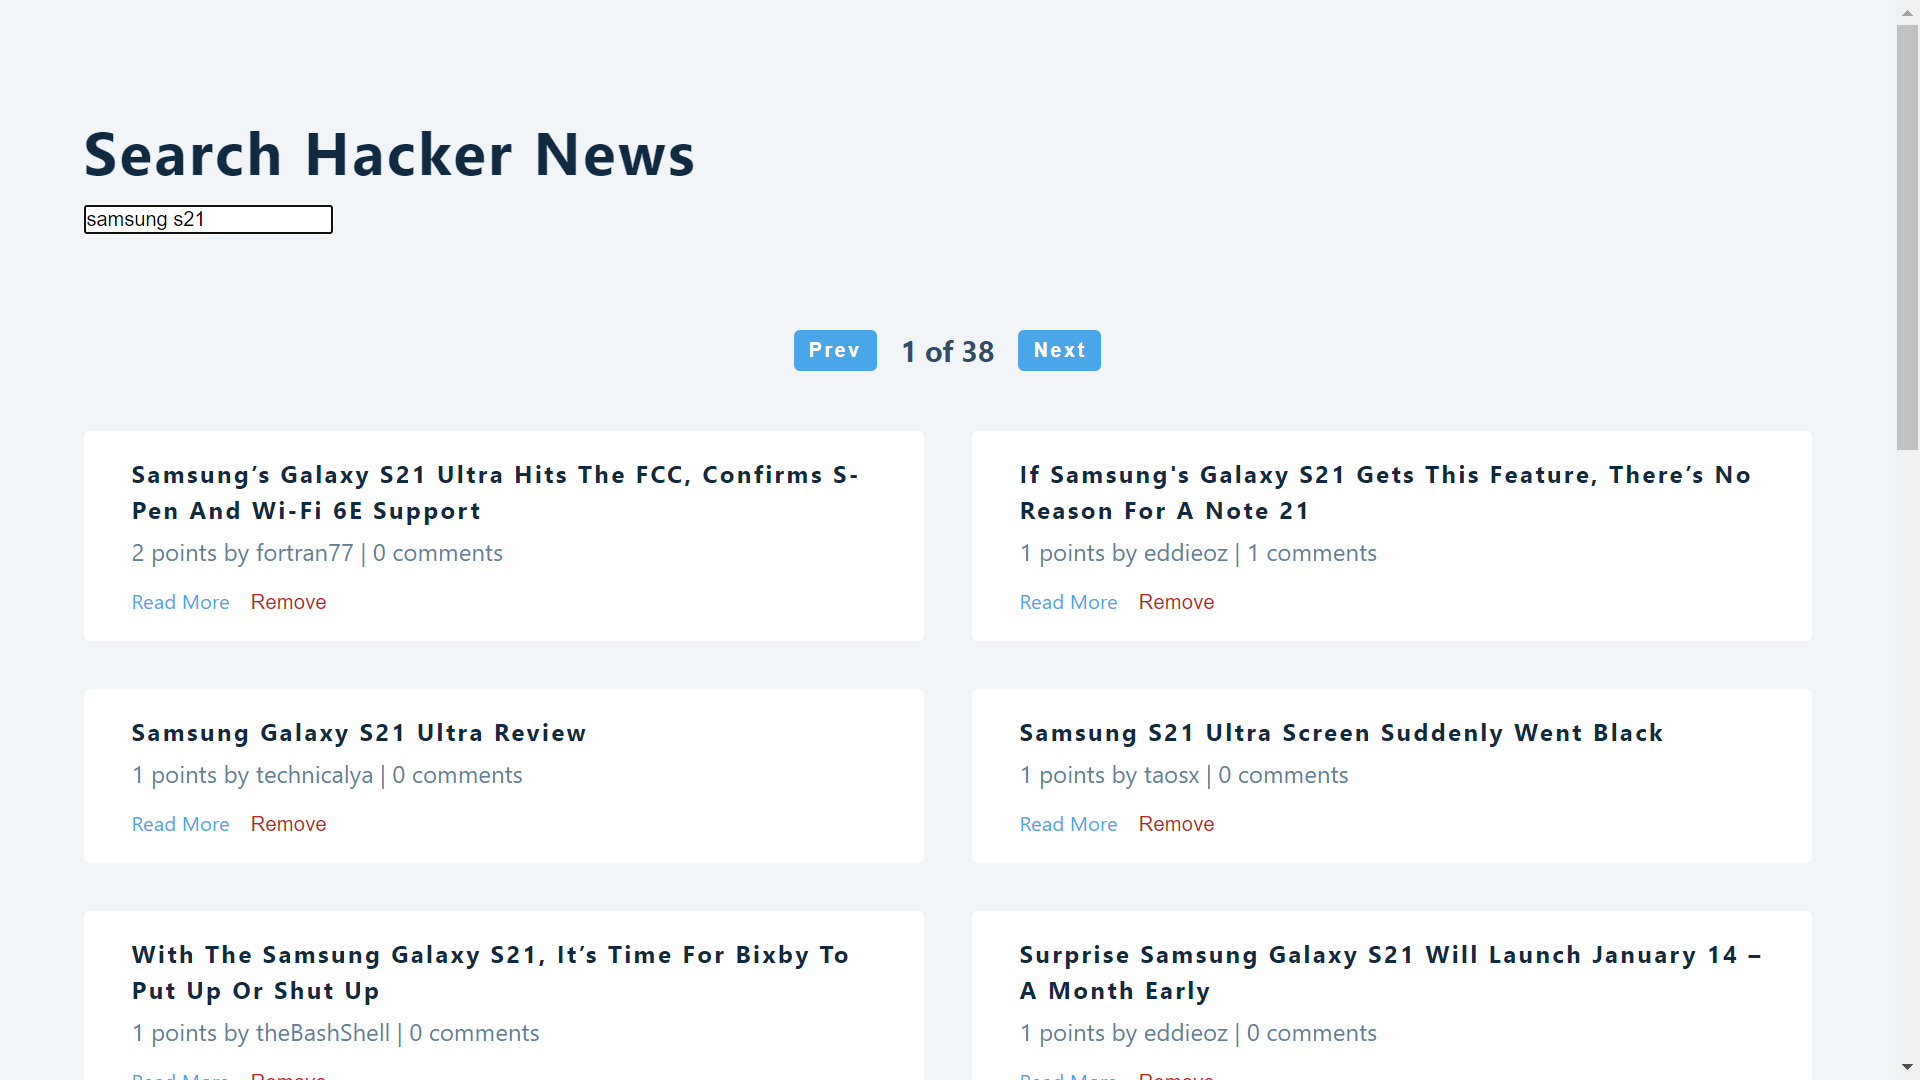 Search Hacker News
samsung s21
Prev 1 of 38 Next
Samsung’s Galaxy S21 Ultra Hits The FCC, Confirms S-
Pen And Wi-Fi 6E Support
2 points by fortran77 | 0 comments
Read More Remove
If Samsung's Galaxy S21 Gets This Feature, There’s No
Reason For A Note 21
1 points by eddieoz | 1 comments
Read More Remove
Samsung Galaxy S21 Ultra Review
1 points by technicalya | 0 comments
Read More Remove
Samsung S21 Ultra Screen Suddenly Went Black
1 points by taosx | 0 comments
Read More Remove
With The Samsung Galaxy S21, It’s Time For Bixby To
Put Up Or Shut Up
1 points by theBashShell | 0 comments
Read More Remove
Surprise Samsung Galaxy S21 Will Launch January 14 –
A Month Early
1 points by eddieoz | 0 comments
Read More Remove